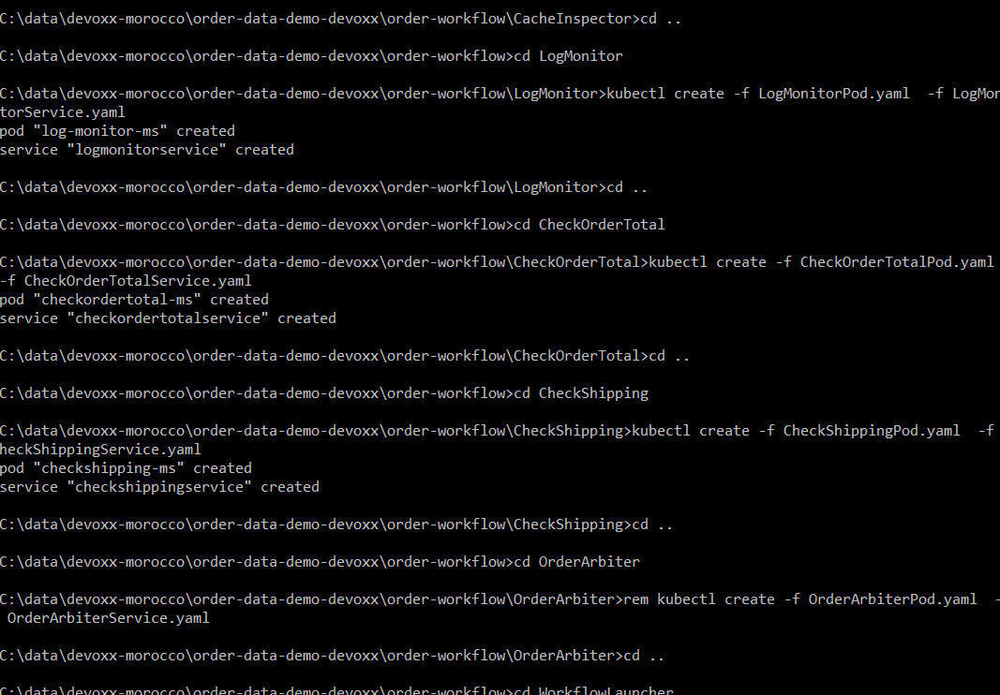 C:\data\devoxx-morocco\order-data-demo-devoxx\order-workflow\CacheInspector>cd ..
C:\data\devoxx-morocco\order-data-demo-devoxx\order-workflow>cd LogMonitor
C:\data\devoxx-morocco\order-data-demo-devoxx\order-workflow\LogMonitor>kubectl create -f LogMonitorPod.yaml  -f LogMon
torService.yaml
pod "log-monitor-ms" created
service "logmonitorservice" created
C:\data\devoxx-morocco\order-data-demo-devoxx\order-workflow\LogMonitor>cd ..
C:\data\devoxx-morocco\order-data-demo-devoxx\order-workflow>cd CheckOrderTotal
C:\data\devoxx-morocco\order-data-demo-devoxx\order-workflow\CheckOrderTotal>kubectl create -f CheckOrderTotalPod.yaml
-f CheckOrderTotalService.yaml
pod "checkordertotal-ms" created
service "checkordertotalservice" created
C:\data\devoxx-morocco\order-data-demo-devoxx\order-workflow\CheckOrderTotal>cd ..
C:\data\devoxx-morocco\order-data-demo-devoxx\order-workflow>cd CheckShipping
C:\data\devoxx-morocco\order-data-demo-devoxx\order-workflow\CheckShipping>kubectl create -f CheckShippingPod.yaml  -f
heckShippingService.yaml
pod "checkshipping-ms" created
service "checkshippingservice" created
C:\data\devoxx-morocco\order-data-demo-devoxx\order-workflow\CheckShipping>cd ..
C:\data\devoxx-morocco\order-data-demo-devoxx\order-workflow>cd OrderArbiter
C:\data\devoxx-morocco\order-data-demo-devoxx\order-workflow\OrderArbiter>rem kubectl create -f OrderArbiterPod.yaml  -
OrderArbiterService.yaml
C:\data\devoxx-morocco\order-data-demo-devoxx\order-workflow\OrderArbiter>cd ..
C:\data\devoxx-morocco\order-data-demo-devoxx\order-workflow>cd WorkflowLauncher